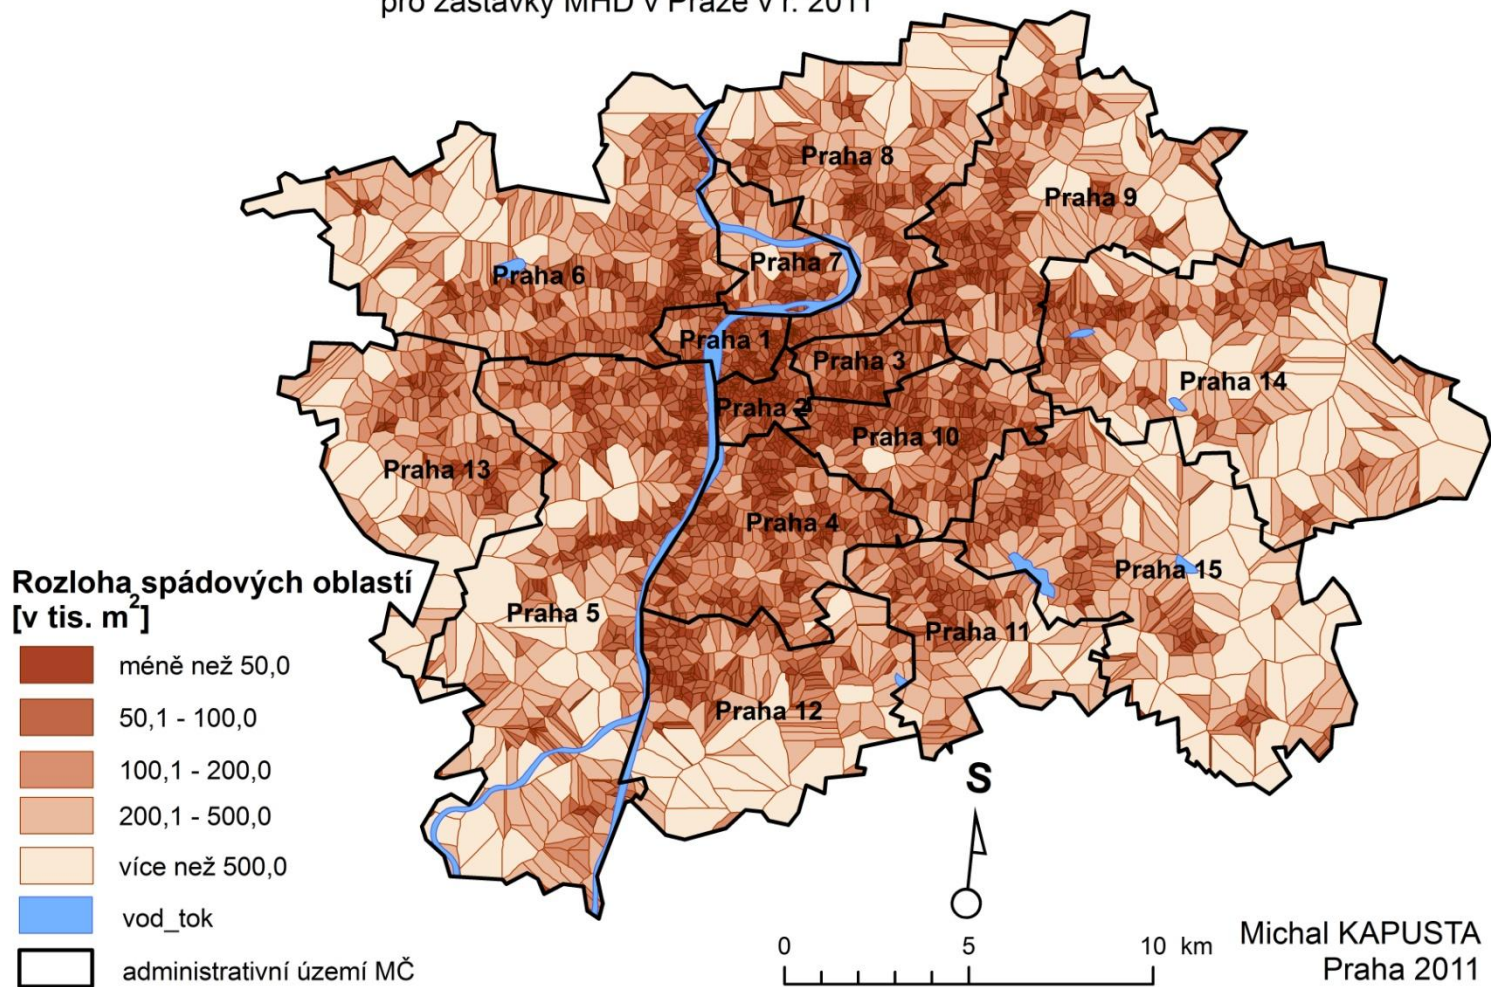 pro zastávky MHD v Praze v r. 2011
Praha 8
Praha 9
Praha 7
Praha 6
Praha 1
Praha 3
Praha 14
Praha 2
Praha 10
Praha 13
Praha 4
Praha 15
Praha 5
Praha 11
Praha 12
Rozloha spádových oblastí
[v tis. m²]
méně než 50,0
50,1 - 100,0
100,1 - 200,0
200,1 - 500,0
více než 500,0
vod_tok
administrativní území MČ
S
0 5 10 km
Michal KAPUSTA
Praha 2011